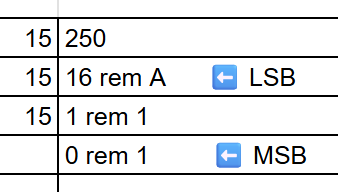 15 250
15 16 rem A ⬅ LSB
15 1 rem 1
0 rem 1 ⬅ MSB